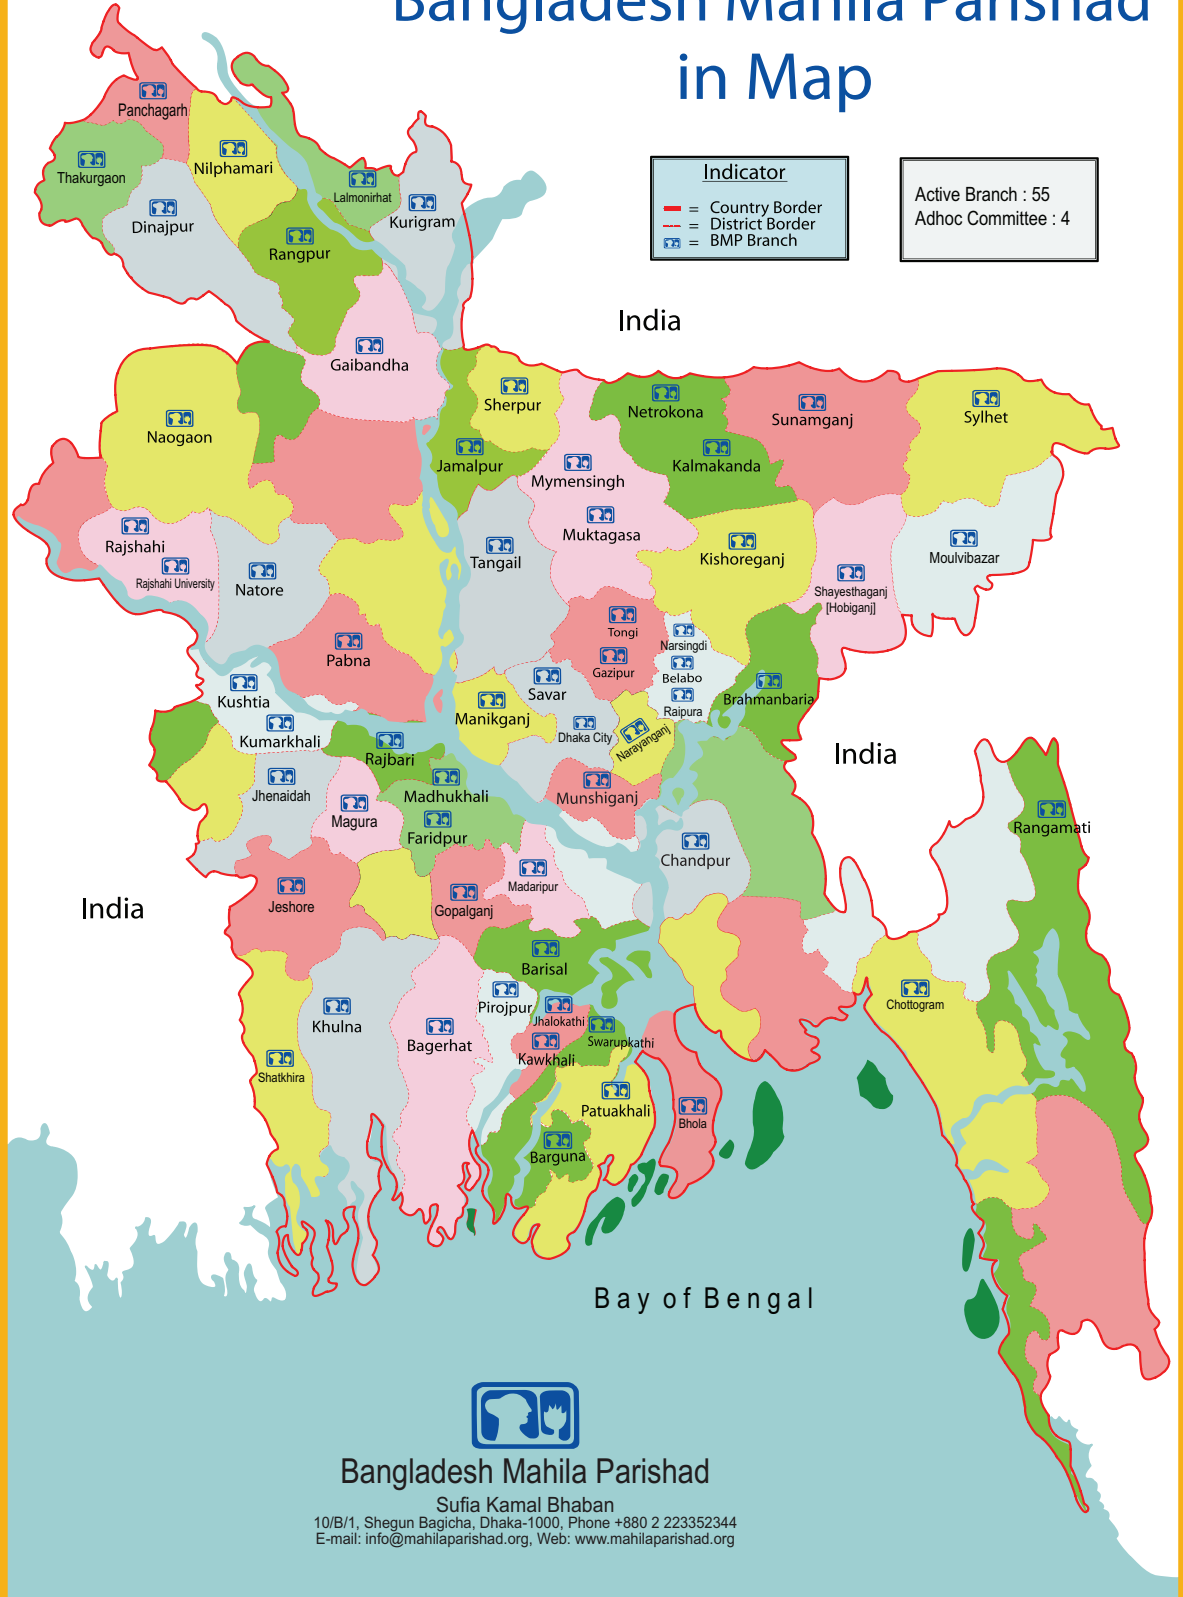 Bangladesh Mahila Parishad
in Map
Indicator
= Country Border
= District Border
= BMP Branch
Active Branch : 55
Adhoc Committee : 4
Panchagarh
Thakurgaon
Nilphamari
Lalmonirhat
Dinajpur
Kurigram
Rangpur
India
Gaibandha
Sherpur
Netrokona
Sunamganj
Sylhet
Naogaon
Jamalpur
Kalmakanda
Mymensingh
Muktagasa
Rajshahi
Rajshahi University
Natore
Tangail
Kishoreganj
Moulvibazar
Shayesthaganj
[Hobiganj]
Tongi
Narsingdi
Pabna
Gazipur
Belabo
Savar
Raipura
Brahmanbaria
Kushtia
Manikganj
Dhaka City
Narayanganj
Kumarkhali
Rajbari
India
Jhenaidah
Madhukhali
Munshiganj
Magura
Faridpur
Rangamati
Chandpur
Madaripur
India
Jeshore
Gopalganj
Barisal
Pirojpur
Chottogram
Khulna
Jhalokathi
Bagerhat
Swarupkathi
Kawkhali
Shatkhira
Patuakhali
Bhola
Barguna
Bay of Bengal
Bangladesh Mahila Parishad
Sufia Kamal Bhaban
10/B/1, Shegun Bagicha, Dhaka-1000, Phone +880 2 223352344
E-mail: info@mahilaparishad.org, Web: www.mahilaparishad.org